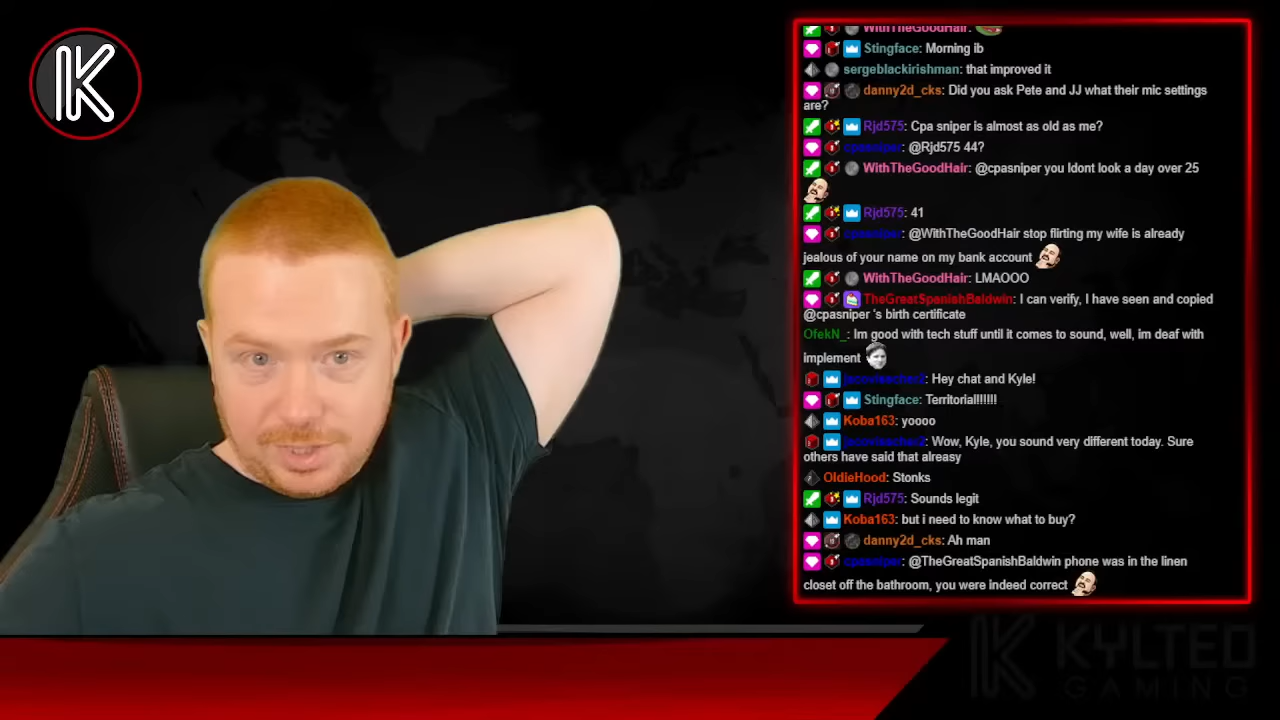 K
WithTheGoodHair:
Stingface: Morning ib
sergeblackirishman: that improved it
danny2d_cks: Did you ask Pete and JJ what their mic settings
are?
Rjd575: Cpa sniper is almost as old as me?
cpasniper: @Rjd575 44?
WithTheGoodHair: @cpasniper you Idont look a day over 25
Rjd575: 41
cpasniper: @WithTheGoodHair stop flirting my wife is already
jealous of your name on my bank account
WithTheGoodHair: LMAOOO
TheGreatSpanishBaldwin: I can verify, I have seen and copied
@cpasniper 's birth certificate
OfekN_: Im good with tech stuff until it comes to sound, well, im deaf with
implement
: Hey chat and Kyle!
Stingface: Territorial!!!!!!
Koba163: yoooo
: Wow, Kyle, you sound very different today. Sure
others have said that alreasy
OldieHood: Stonks
Rjd575: Sounds legit
Koba163: but i need to know what to buy?
danny2d_cks: Ah man
cpasniper: @TheGreatSpanishBaldwin phone was in the linen
closet off the bathroom, you were indeed correct
K KYLTED
GAMING